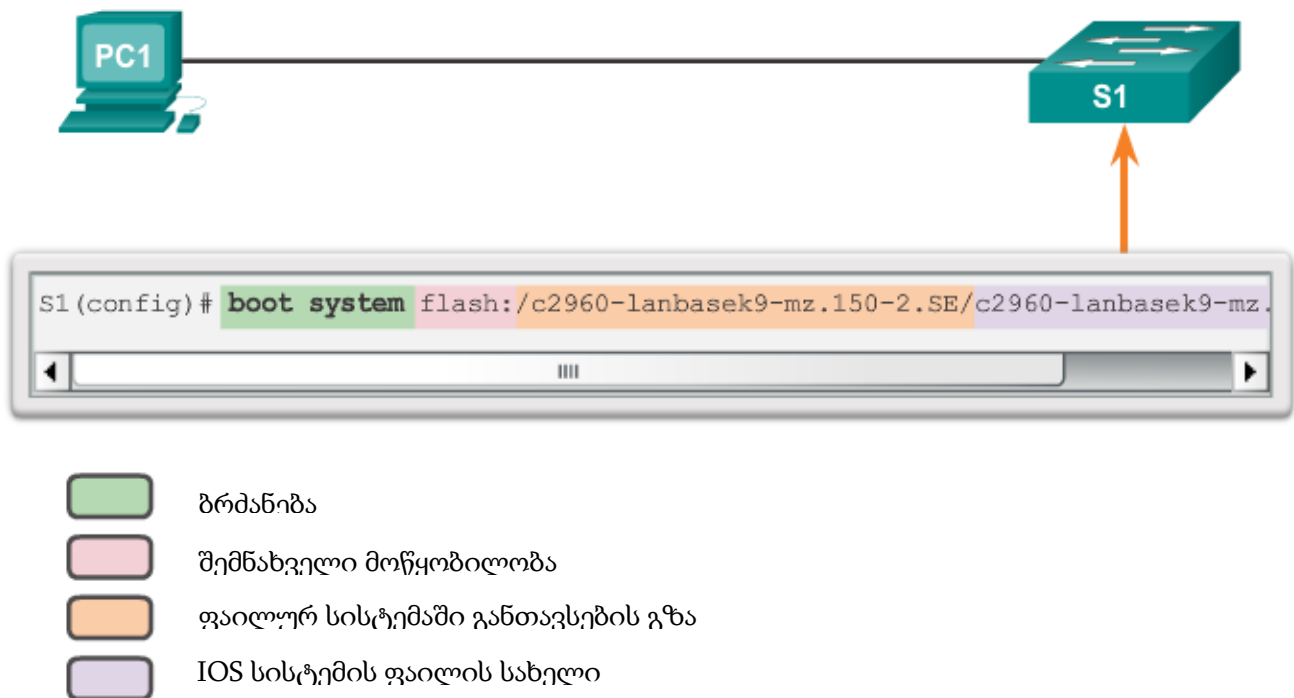 PC1
S1
S1(config)# boot system flash:/c2960-lanbasek9-mz.150-2.SE/c2960-lanbasek9-mz.
ბრძანება
შემნახველი მოწყობილობა
ფაილურ სისტემაში განთავსების გზა
IOS სისტემის ფაილის სახელი